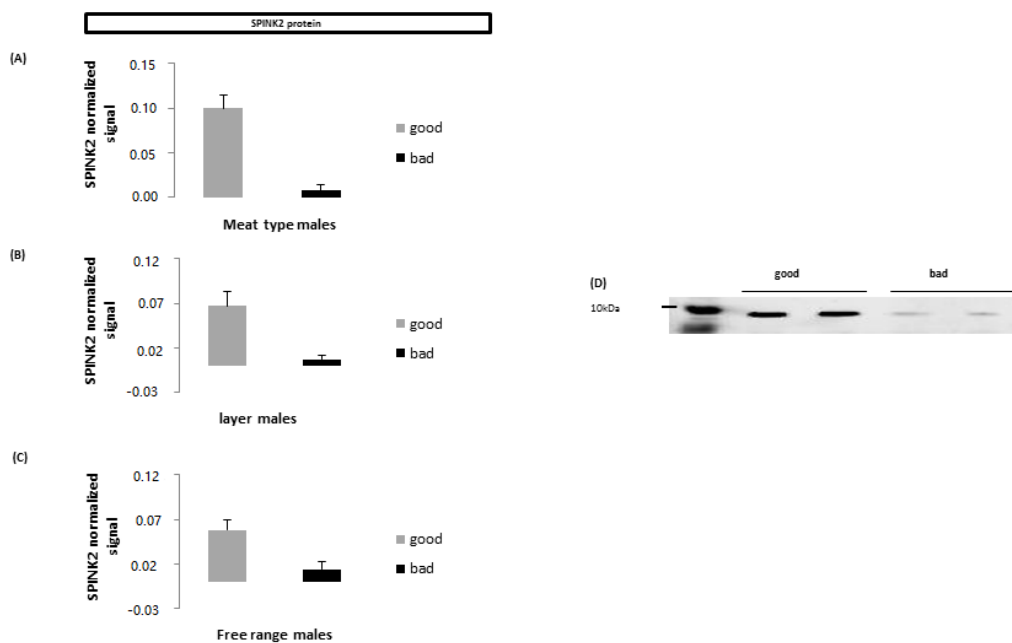 SPINK2 protein
(A)
SPINK2 normalized
signal
0.15
0.10
0.05
0.00
good
bad
Meat type males
(B)
SPINK2 normalized
signal
0.12
0.07
0.02
-0.03
good
bad
layer males
(C)
SPINK2 normalized
signal
0.12
0.07
0.02
-0.03
good
bad
Free range males
(D)
good
bad
10kDa